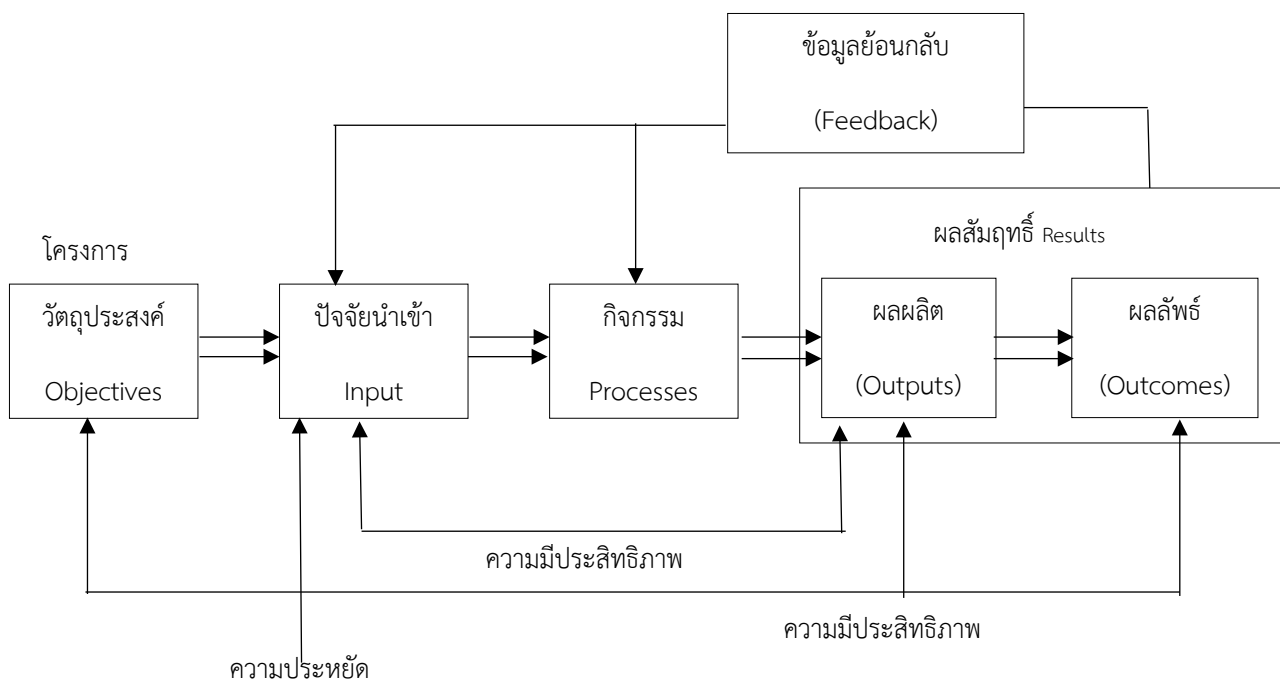 ข้อมูลย้อนกลับ
(Feedback)
ผลสัมฤทธิ์ Results
โครงการ
วัตถุประสงค์
Objectives
ปัจจัยนำเข้า
Input
กิจกรรม
Processes
ผลผลิต
(Outputs)
ผลลัพธ์
(Outcomes)
ความมีประสิทธิภาพ
ความมีประสิทธิภาพ
ความประหยัด